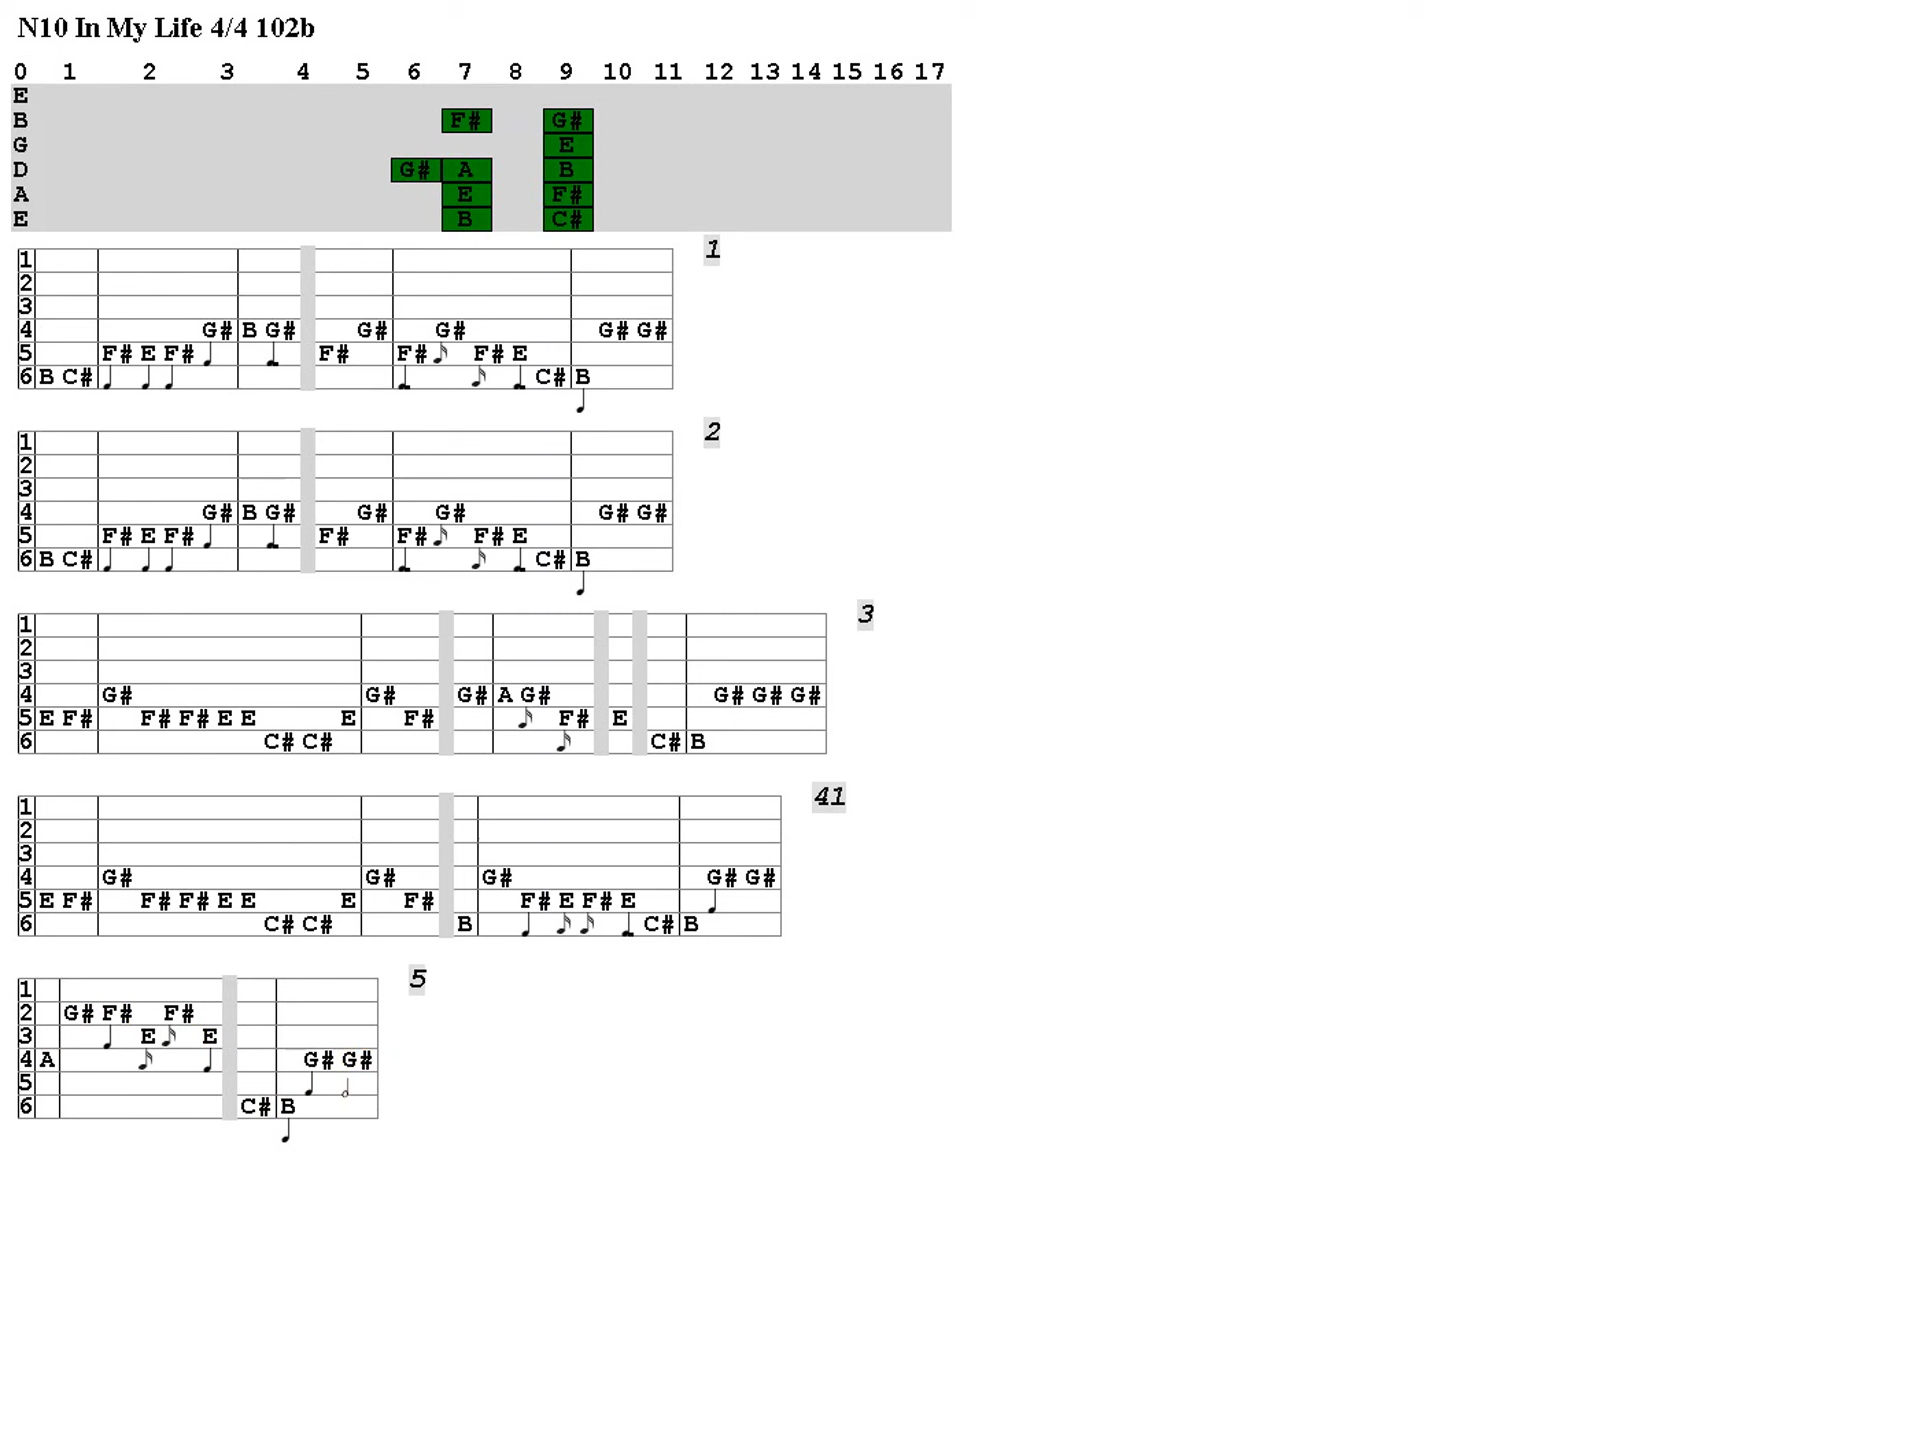 N10 In My Life 4/4 102b
0 1 2 3 4 5 6 7 8 9 10 11 12 13 14 15 16 17
E
B F# G#
G E
D G# A B
A E F#
E B C#
1
1
2
3
4 G# B G# G# G# G# G#
5 F# E F# F# F# F# E
6 B C# C# B
2
1
2
3
4 G# B G# G# G# G# G#
5 F# E F# F# F# F# E
6 B C# C# B
3
1
2
3
4 G# G# G# A G# G# G# G#
5 E F# F# F# E E E F# F# E
6 C# C# C# B
41
1
2
3
4 G# G# G# G# G#
5 E F# F# F# E E E F# F# E F# E
6 C# C# B C# B
5
1
2 G# F# F#
3 E E
4 A G# G#
5
6 C# B